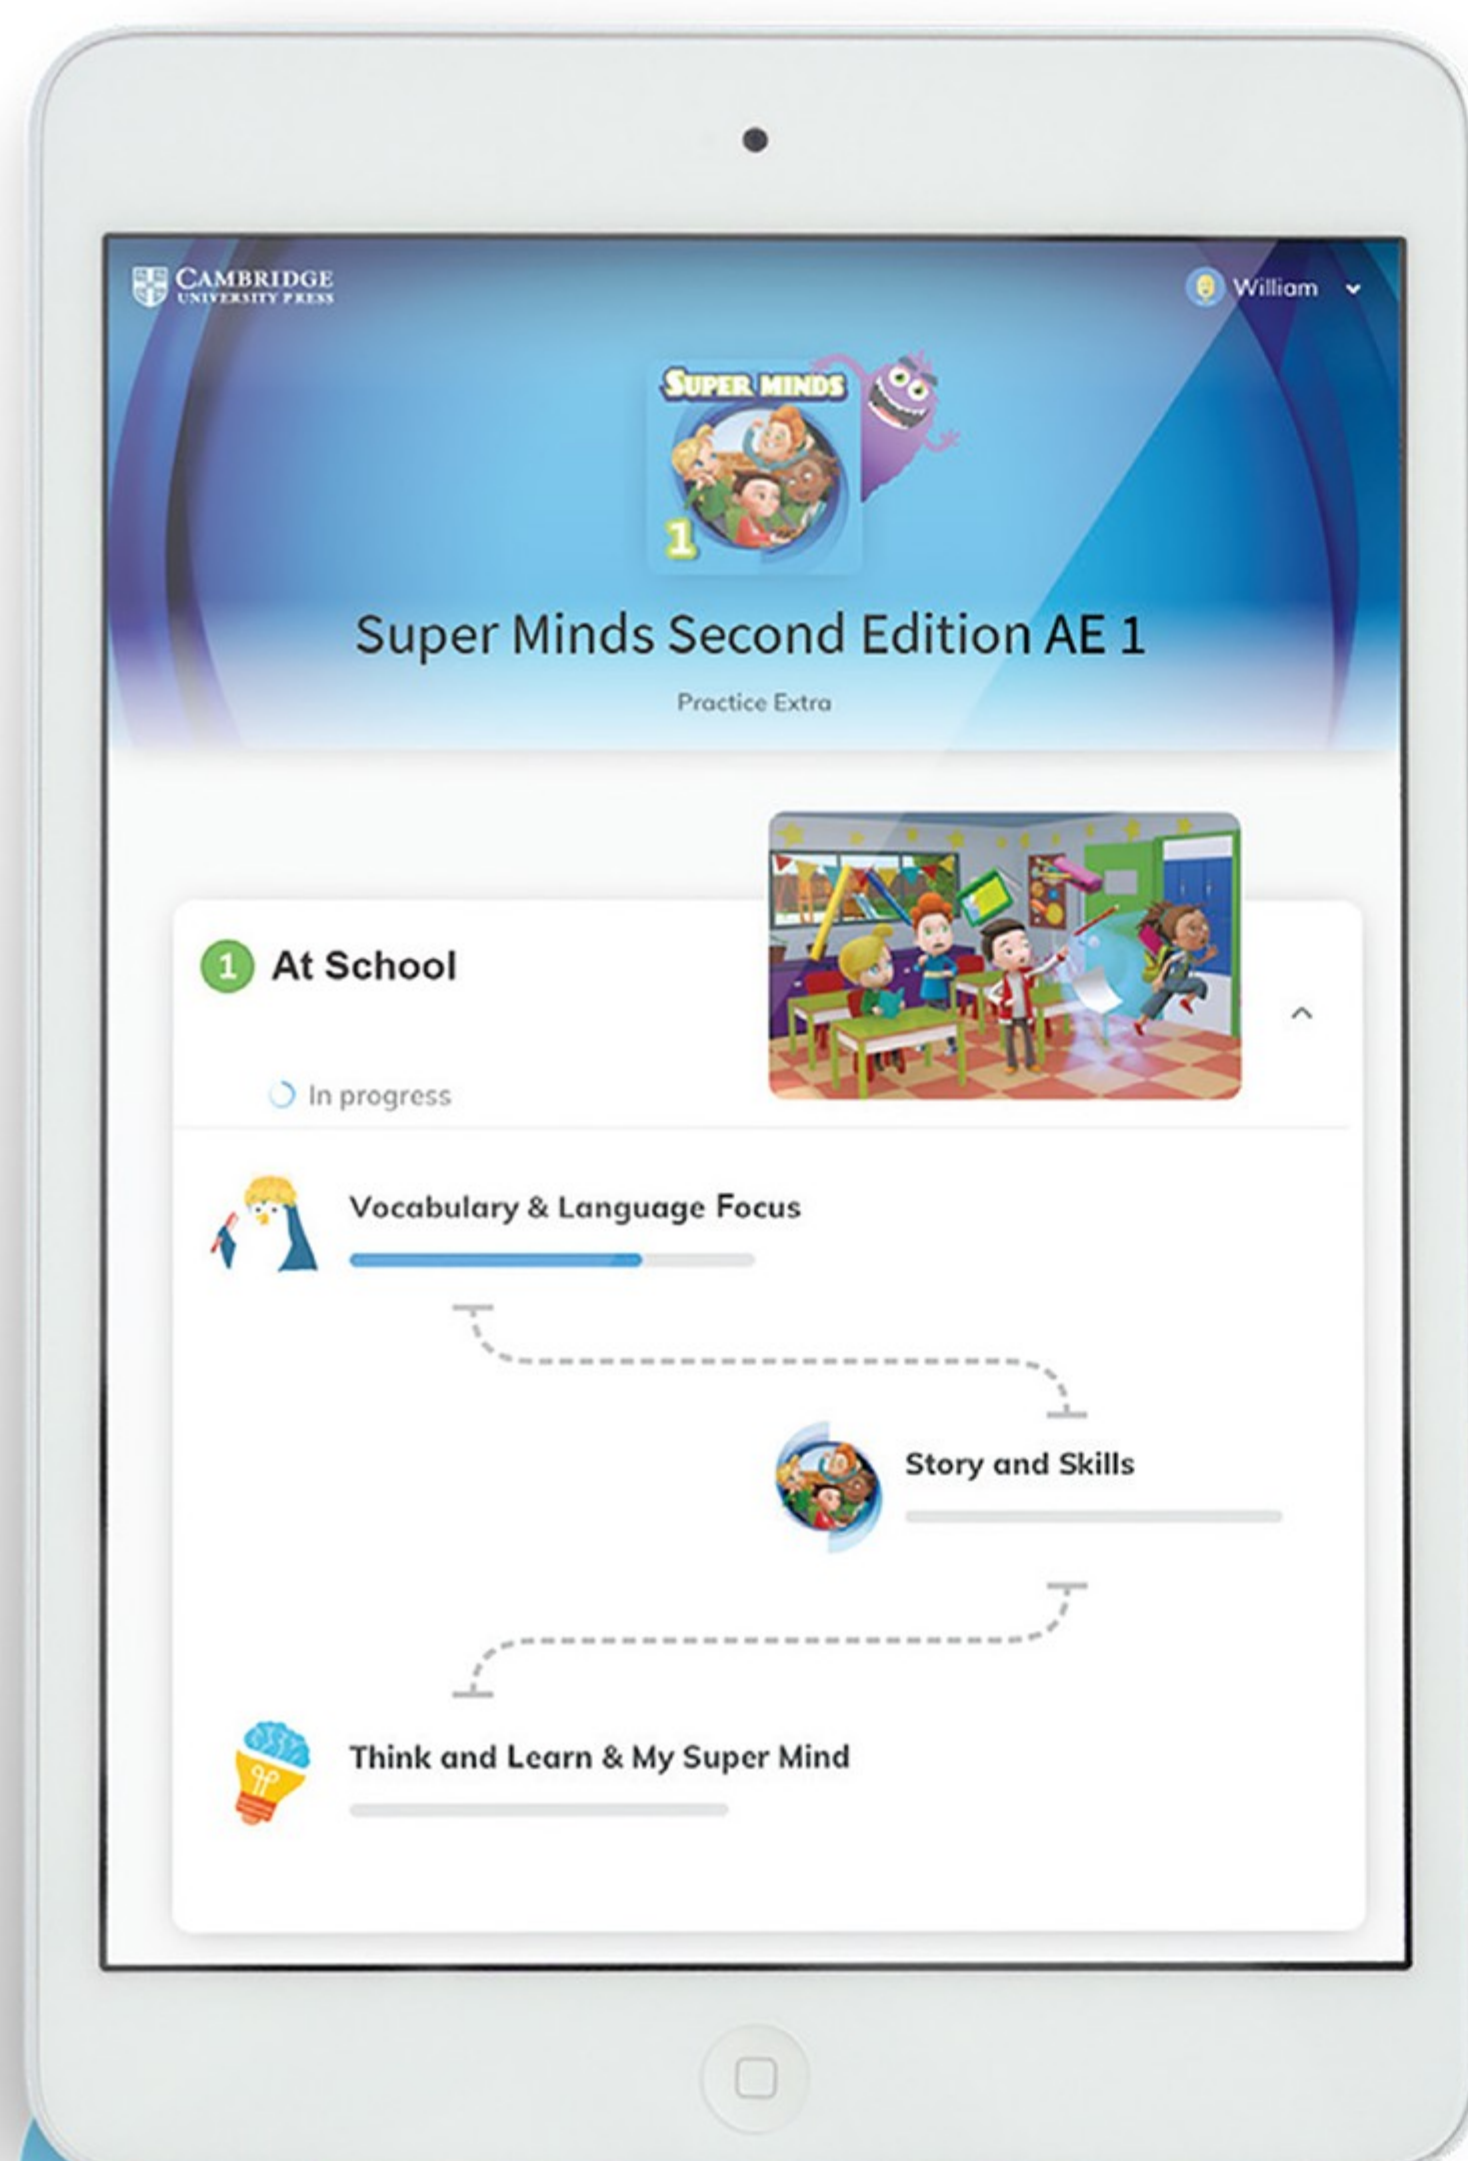 CAMBRIDGE
UNIVERSITY PRESS
William
SUPER MINDS
1
Super Minds Second Edition AE 1
Practice Extra
1 At School
In progress
Vocabulary & Language Focus
Story and Skills
Think and Learn & My Super Mind